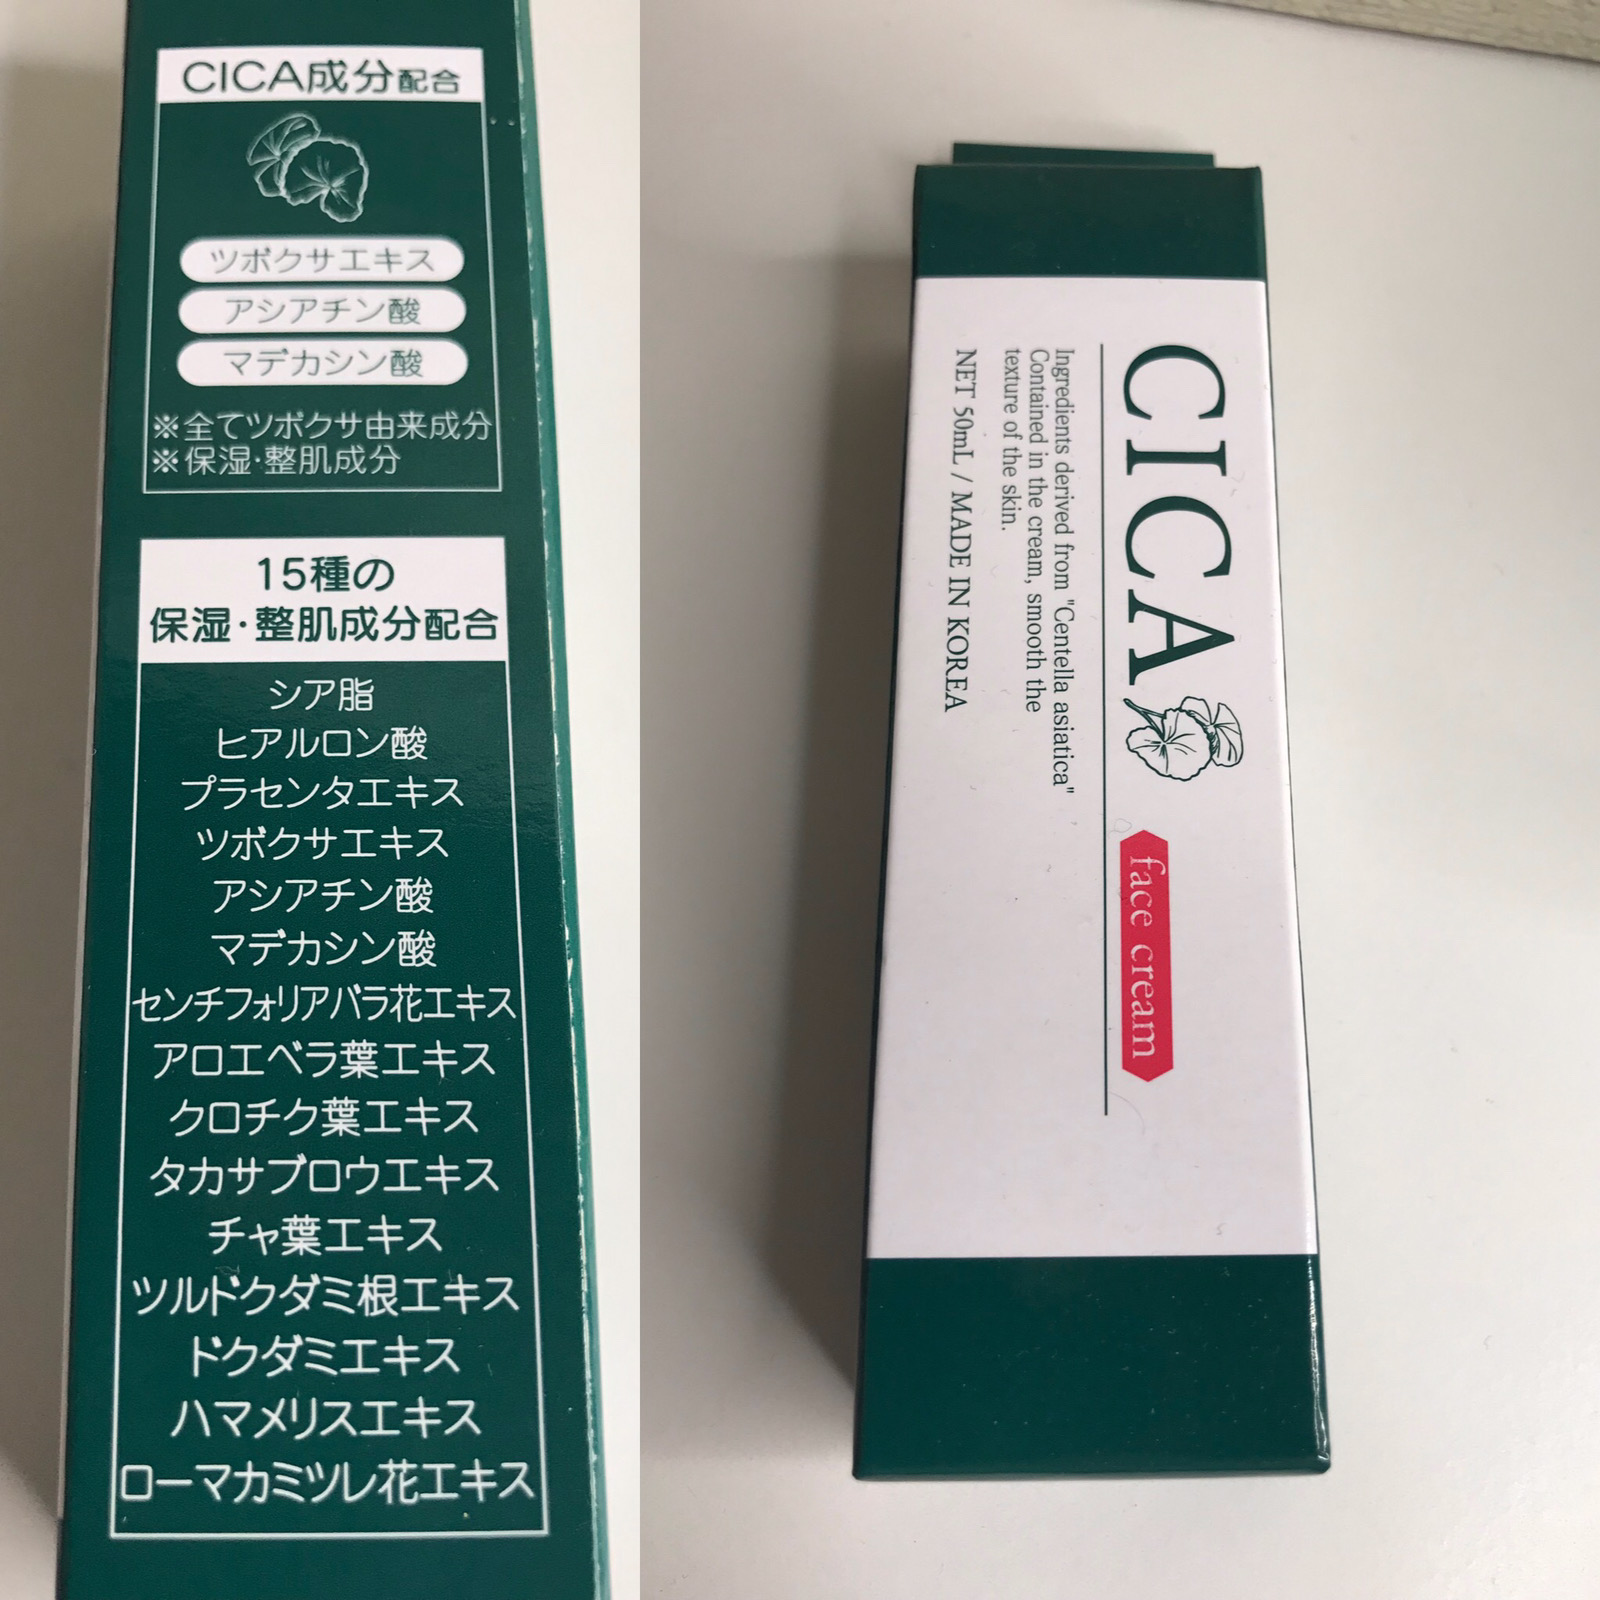 CICA成分配合
ツボクサエキス
アシアチン酸
マデカシン酸
※全てツボクサ由来成分
※保湿・整肌成分
15種の
保湿・整肌成分配合
シア脂
ヒアルロン酸
プラセンタエキス
ツボクサエキス
アシアチン酸
マデカシン酸
センチフォリアバラ花エキス
アロエベラ葉エキス
クロチク葉エキス
タカサブロウエキス
チャ葉エキス
ツルドクダミ根エキス
ドクダミエキス
ハマメリスエキス
ローマカミツレ花エキス
CICA
face cream
Ingredients derived from "Centella asiatica"
Contained in the cream, smooth the
texture of the skin.
NET 50mL / MADE IN KOREA